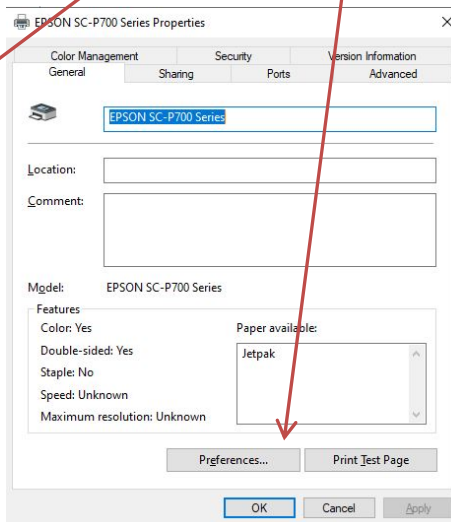 EPSON SC-P700 Series Properties
Color Management Security Version Information
General Sharing Ports Advanced
EPSON SC-P700 Series
Location:
Comment:
Model: EPSON SC-P700 Series
Features
Color: Yes Paper available:
Double-sided: Yes Jetpak
Staple: No
Speed: Unknown
Maximum resolution: Unknown
Preferences... Print Test Page
OK Cancel Apply